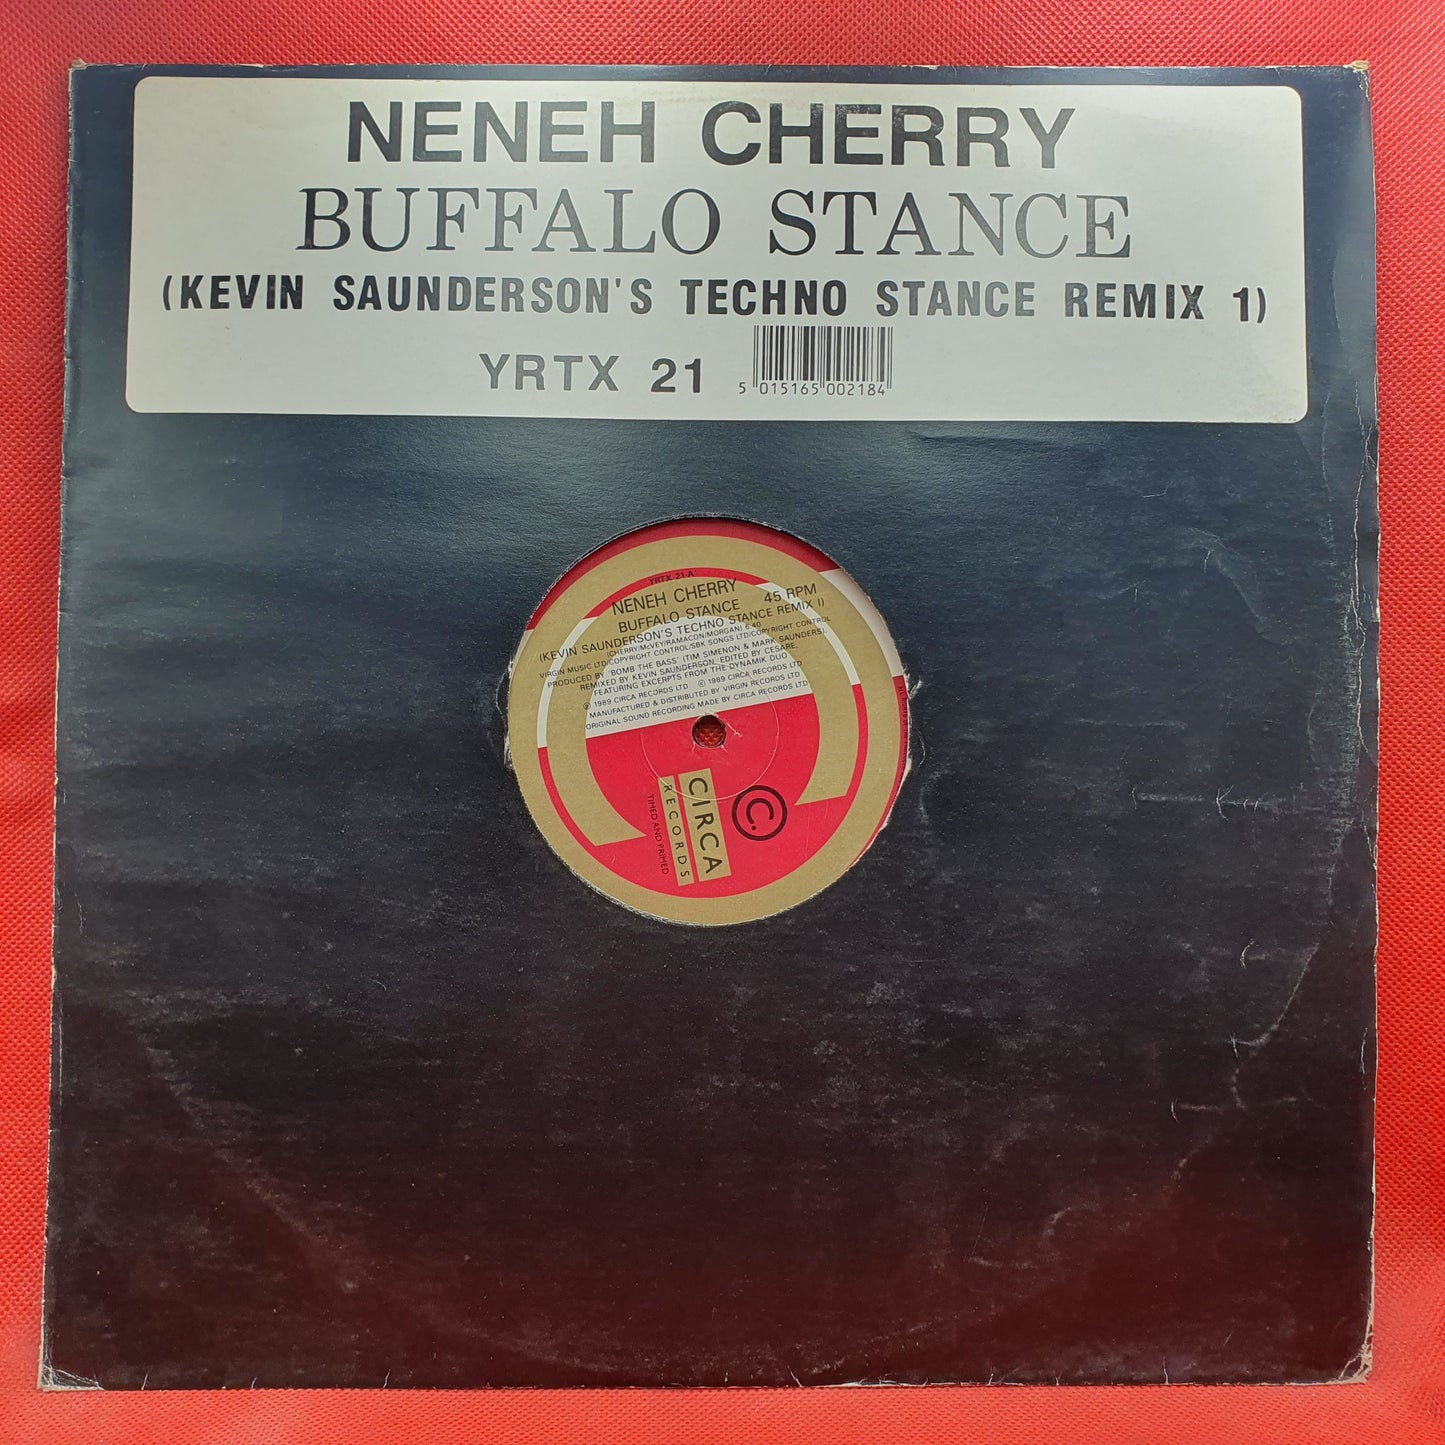 NENEH CHERRY
BUFFALO STANCE
(KEVIN SAUNDERSON'S TECHNO STANCE REMIX 1)
YRTX 21
5 015165 002184
YRTX 21-A
NENEH CHERRY
BUFFALO STANCE 45 RPM
(KEVIN SAUNDERSON'S TECHNO STANCE REMIX I)
(CHERRY/McVEY/RAMACON/MORGAN) 6.40
VIRGIN MUSIC LTD/COPYRIGHT CONTROL/SBK SONGS LTD/COPYRIGHT CONTROL
PRODUCED BY 'BOMB THE BASS' (TIM SIMENON & MARK SAUNDERS).
REMIXED BY KEVIN SAUNDERSON. EDITED BY CESARE.
FEATURING EXCERPTS FROM THE DYNAMIK DUO
℗ 1989 CIRCA RECORDS LTD © 1989 CIRCA RECORDS LTD
MANUFACTURED & DISTRIBUTED BY VIRGIN RECORDS LTD
ORIGINAL SOUND RECORDING MADE BY CIRCA RECORDS LTD
C.
CIRCA
RECORDS
TIMED AND PRIMED